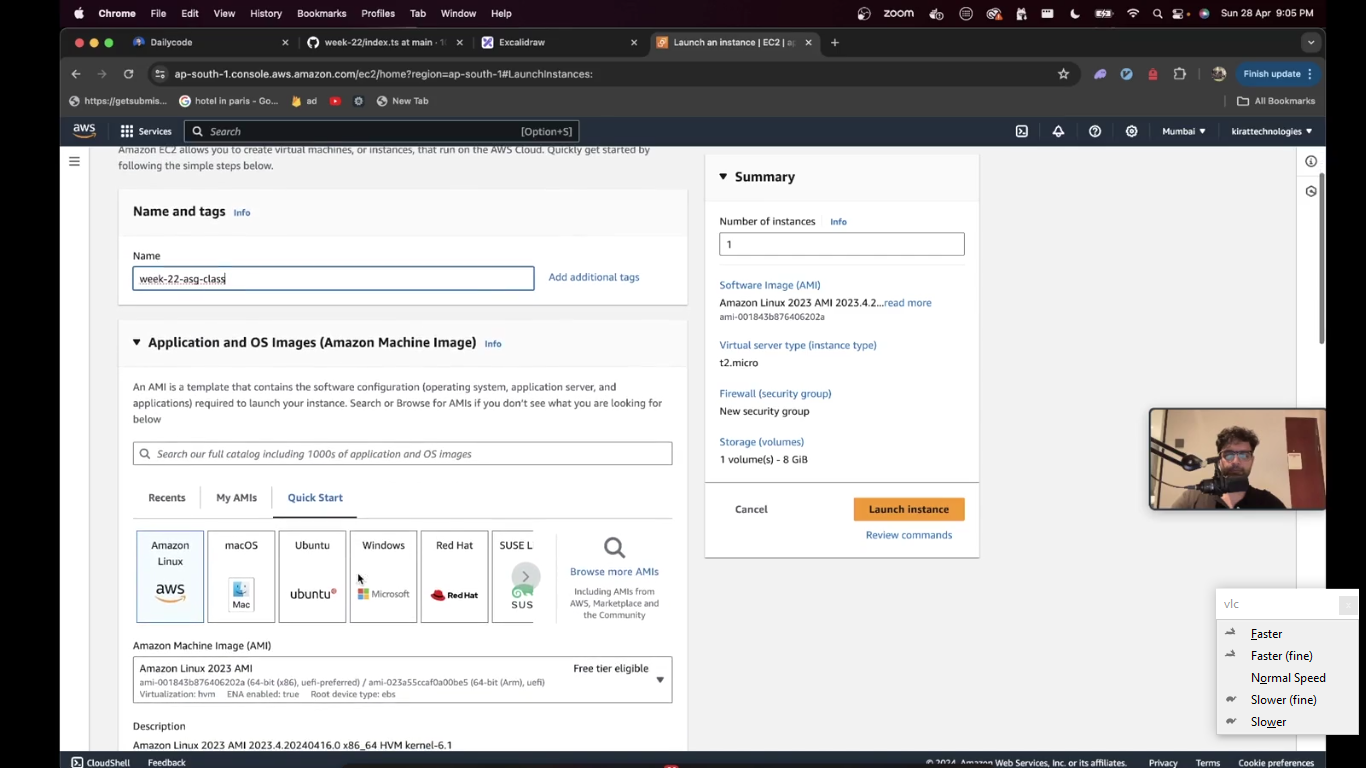 Chrome File Edit View History Bookmarks Profiles Tab Window Help zoom Sun 28 Apr 9:05 PM
Dailycode week-22/index.ts at main · 1 Excalidraw Launch an instance | EC2 | ap
ap-south-1.console.aws.amazon.com/ec2/home?region=ap-south-1#LaunchInstances: Finish update
https://getsubmis... hotel in paris - Go... ad New Tab All Bookmarks
aws Services Search [Option+S] Mumbai kirattechnologies
Amazon EC2 allows you to create virtual machines, or instances, that run on the AWS Cloud. Quickly get started by
following the simple steps below.
Name and tags Info
Name
week-22-asg-class Add additional tags
Application and OS Images (Amazon Machine Image) Info
An AMI is a template that contains the software configuration (operating system, application server, and
applications) required to launch your instance. Search or Browse for AMIs if you don't see what you are looking for
below
Search our full catalog including 1000s of application and OS images
Recents My AMIs Quick Start
Amazon
Linux
aws
macOS
Mac
Ubuntu
ubuntu
Windows
Microsoft
Red Hat
Red Hat
SUSE L
SUS
Browse more AMIs
Including AMIs from
AWS, Marketplace and
the Community
Amazon Machine Image (AMI)
Amazon Linux 2023 AMI Free tier eligible
ami-001843b876406202a (64-bit (x86), uefi-preferred) / ami-023a55ccaf0a00be5 (64-bit (Arm), uefi)
Virtualization: hvm ENA enabled: true Root device type: ebs
Description
Amazon Linux 2023 AMI 2023.4.20240416.0 x86_64 HVM kernel-6.1
Summary
Number of instances Info
1
Software Image (AMI)
Amazon Linux 2023 AMI 2023.4.2...read more
ami-001843b876406202a
Virtual server type (instance type)
t2.micro
Firewall (security group)
New security group
Storage (volumes)
1 volume(s) - 8 GiB
Cancel Launch instance
Review commands
vlc
Faster
Faster (fine)
Normal Speed
Slower (fine)
Slower
CloudShell Feedback © 2024, Amazon Web Services, Inc. or its affiliates. Privacy Terms Cookie preferences